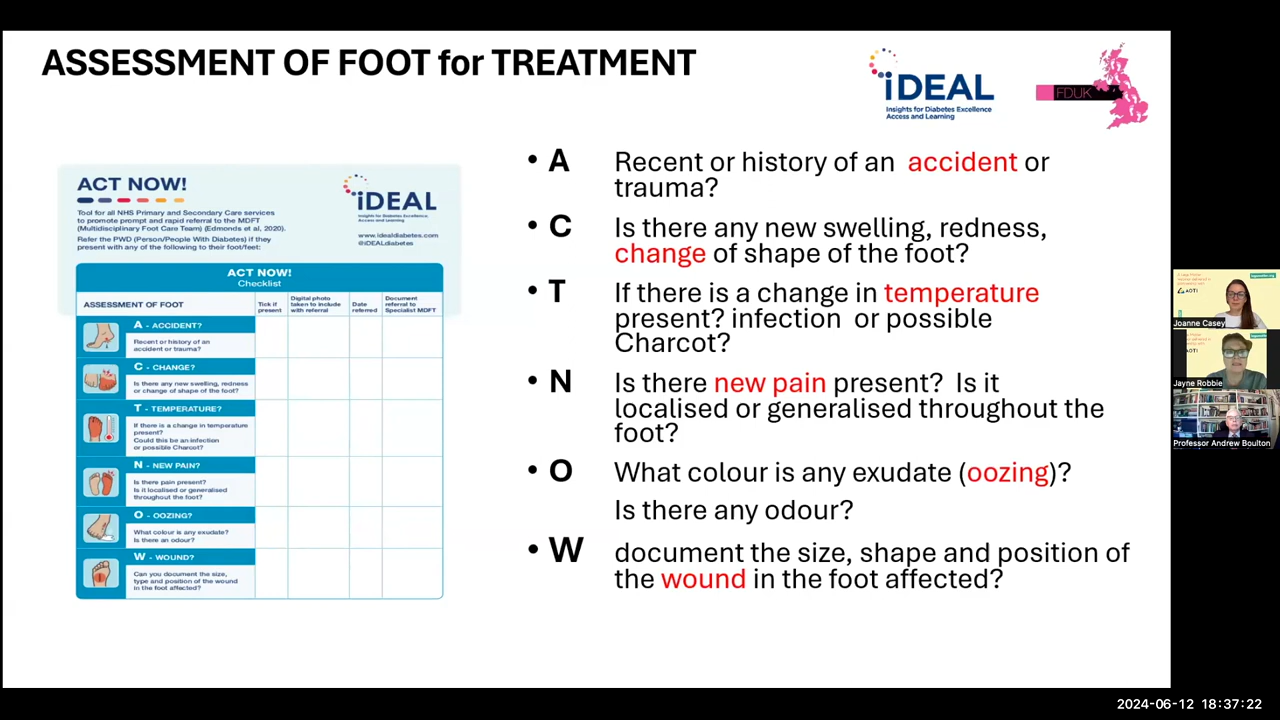 ASSESSMENT OF FOOT for TREATMENT
iDEAL
Insights for Diabetes Excellence
Access and Learning
FDUK
ACT NOW!
iDEAL
Insights for Diabetes Excellence,
Access and Learning
www.idealdiabetes.com
@iDEALdiabetes
Tool for all NHS Primary and Secondary Care services
to promote prompt and rapid referral to the MDFT
(Multidisciplinary Foot Care Team) (Edmonds et al, 2020).
Refer the PWD (Person/People With Diabetes) if they
present with any of the following to their foot/feet:
ACT NOW!
Checklist
ASSESSMENT OF FOOT
Tick if
present
Digital photo
taken to include
with referral
Date
referred
Document
referral to
Specialist MDFT
A - ACCIDENT?
Recent or history of an
accident or trauma?
C - CHANGE?
Is there any new swelling, redness
or change of shape of the foot?
T - TEMPERATURE?
If there is a change in temperature
present?
Could this be an infection
or possible Charcot?
N - NEW PAIN?
Is there pain present?
Is it localised or generalised
throughout the foot?
O - OOZING?
What colour is any exudate?
Is there an odour?
W - WOUND?
Can you document the size,
type and position of the wound
in the foot affected?
• A Recent or history of an accident or
trauma?
• C Is there any new swelling, redness,
change of shape of the foot?
• T If there is a change in temperature
present? infection or possible
Charcot?
• N Is there new pain present? Is it
localised or generalised throughout the
foot?
• O What colour is any exudate (oozing)?
Is there any odour?
• W document the size, shape and position of
the wound in the foot affected?
AOTI
Joanne Casey
AOTI
Jayne Robbie
Professor Andrew Boulton
2024-06-12 18:37:22